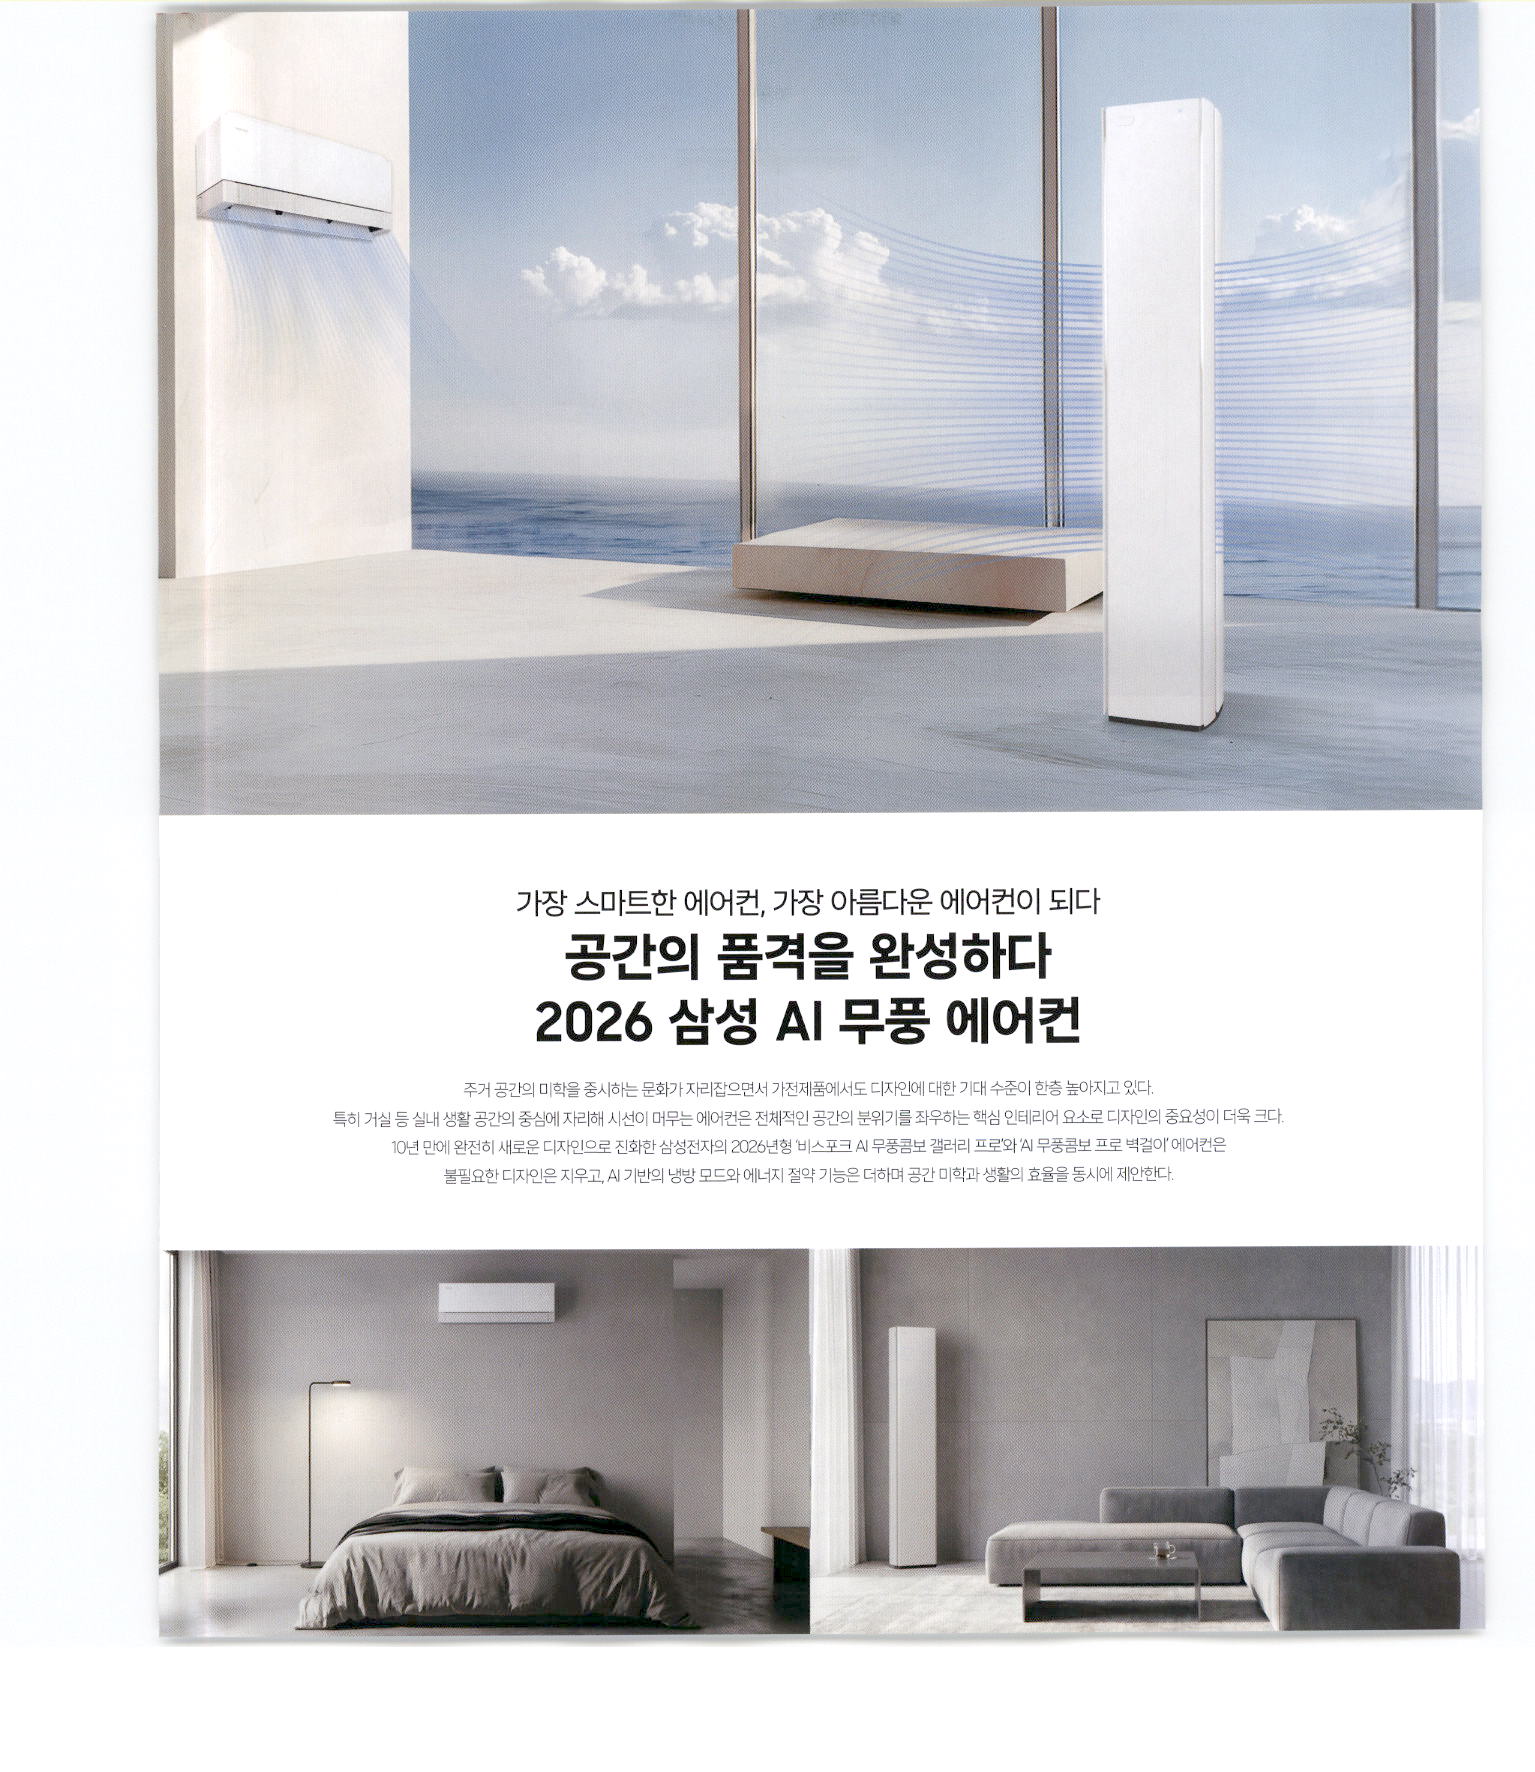 가장 스마트한 에어컨, 가장 아름다운 에어컨이 되다
공간의 품격을 완성하다
2026 삼성 AI 무풍 에어컨
주거 공간의 미학을 중시하는 문화가 자리잡으면서 가전제품에서도 디자인에 대한 기대 수준이 한층 높아지고 있다.
특히 거실 등 실내 생활 공간의 중심에 자리해 시선이 머무는 에어컨은 전체적인 공간의 분위기를 좌우하는 핵심 인테리어 요소로 디자인의 중요성이 더욱 크다.
10년 만에 완전히 새로운 디자인으로 진화한 삼성전자의 2026년형 ‘비스포크 AI 무풍콤보 갤러리 프로’와 ‘AI 무풍콤보 프로 벽걸이’ 에어컨은
불필요한 디자인은 지우고, AI 기반의 냉방 모드와 에너지 절약 기능은 더하며 공간 미학과 생활의 효율을 동시에 제안한다.